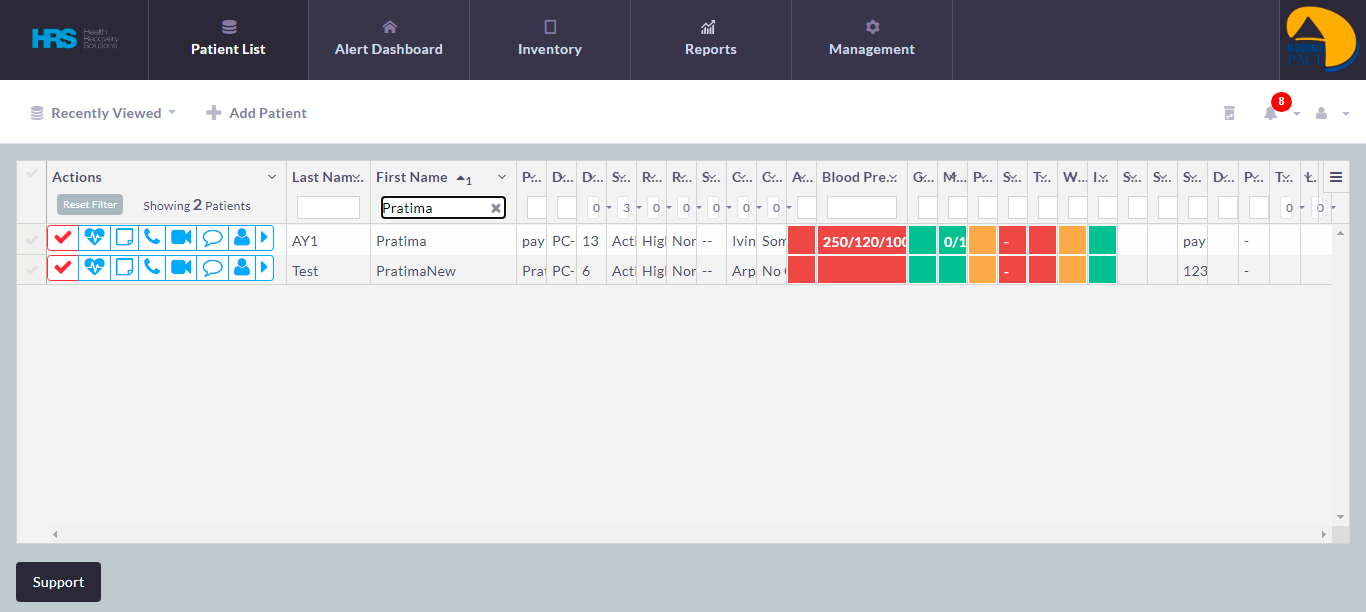 HRS Health Recovery Solutions
Patient List
Alert Dashboard
Inventory
Reports
Management
Recently Viewed
Add Patient
8
Actions Last Nam... First Name 1 P... D... D... S... R... R... S... C... C... A... Blood Pre... G... M... P... S... T... W... I... S... S... S... D... P... T... L...
Reset Filter Showing 2 Patients Pratima 0 3 0 0 0 0 0 0 0
AY1 Pratima pay PC- 13 Acti High Nor -- Ivin Som 250/120/100 0/1 - pay -
Test PratimaNew Prat PC- 6 Acti High Nor -- Arp No - 123 -
Support